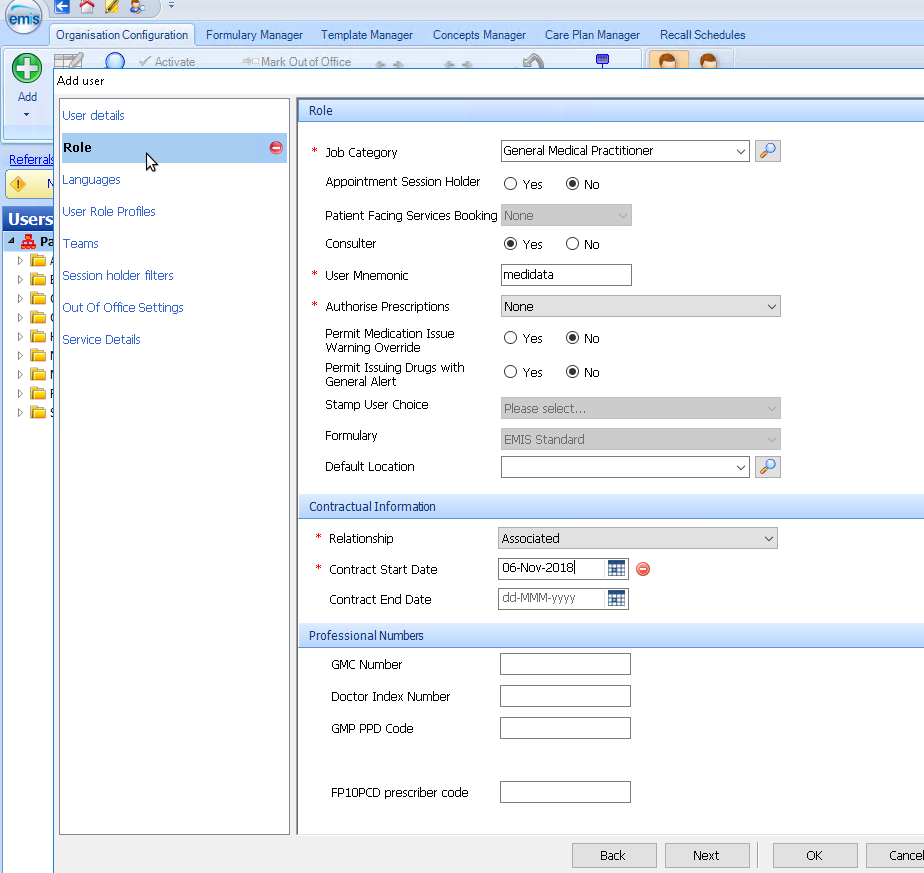 emis
Organisation Configuration Formulary Manager Template Manager Concepts Manager Care Plan Manager Recall Schedules
Activate Mark Out of Office
Add
Add user
Referrals
Users
User details
Role
Languages
User Role Profiles
Teams
Session holder filters
Out Of Office Settings
Service Details
Role
* Job Category General Medical Practitioner
Appointment Session Holder Yes No
Patient Facing Services Booking None
Consulter Yes No
* User Mnemonic medidata
* Authorise Prescriptions None
Permit Medication Issue
Warning Override Yes No
Permit Issuing Drugs with
General Alert Yes No
Stamp User Choice Please select...
Formulary EMIS Standard
Default Location
Contractual Information
* Relationship Associated
* Contract Start Date 06-Nov-2018
Contract End Date dd-MMM-yyyy
Professional Numbers
GMC Number
Doctor Index Number
GMP PPD Code
FP10PCD prescriber code
Back Next OK Cancel